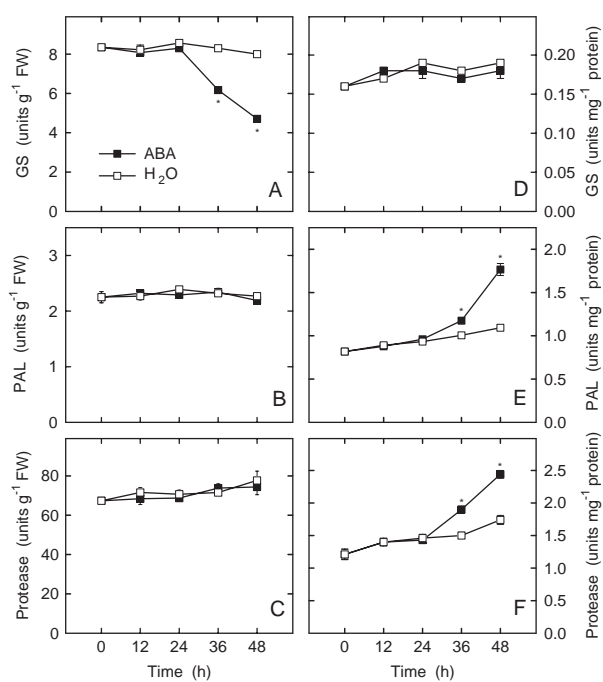 10
8
6
4
2
0
GS (units g⁻¹ FW)
*
*
ABA
H₂O
A
0.20
0.15
0.10
0.05
0.00
GS (units mg⁻¹ protein)
D
3
2
1
PAL (units g⁻¹ FW)
B
2.0
1.5
1.0
0.5
PAL (units mg⁻¹ protein)
*
*
E
80
60
40
20
0
Protease (units g⁻¹ FW)
C
2.5
2.0
1.5
1.0
0.5
0.0
Protease (units mg⁻¹ protein)
*
*
F
0 12 24 36 48
Time (h)
0 12 24 36 48
Time (h)